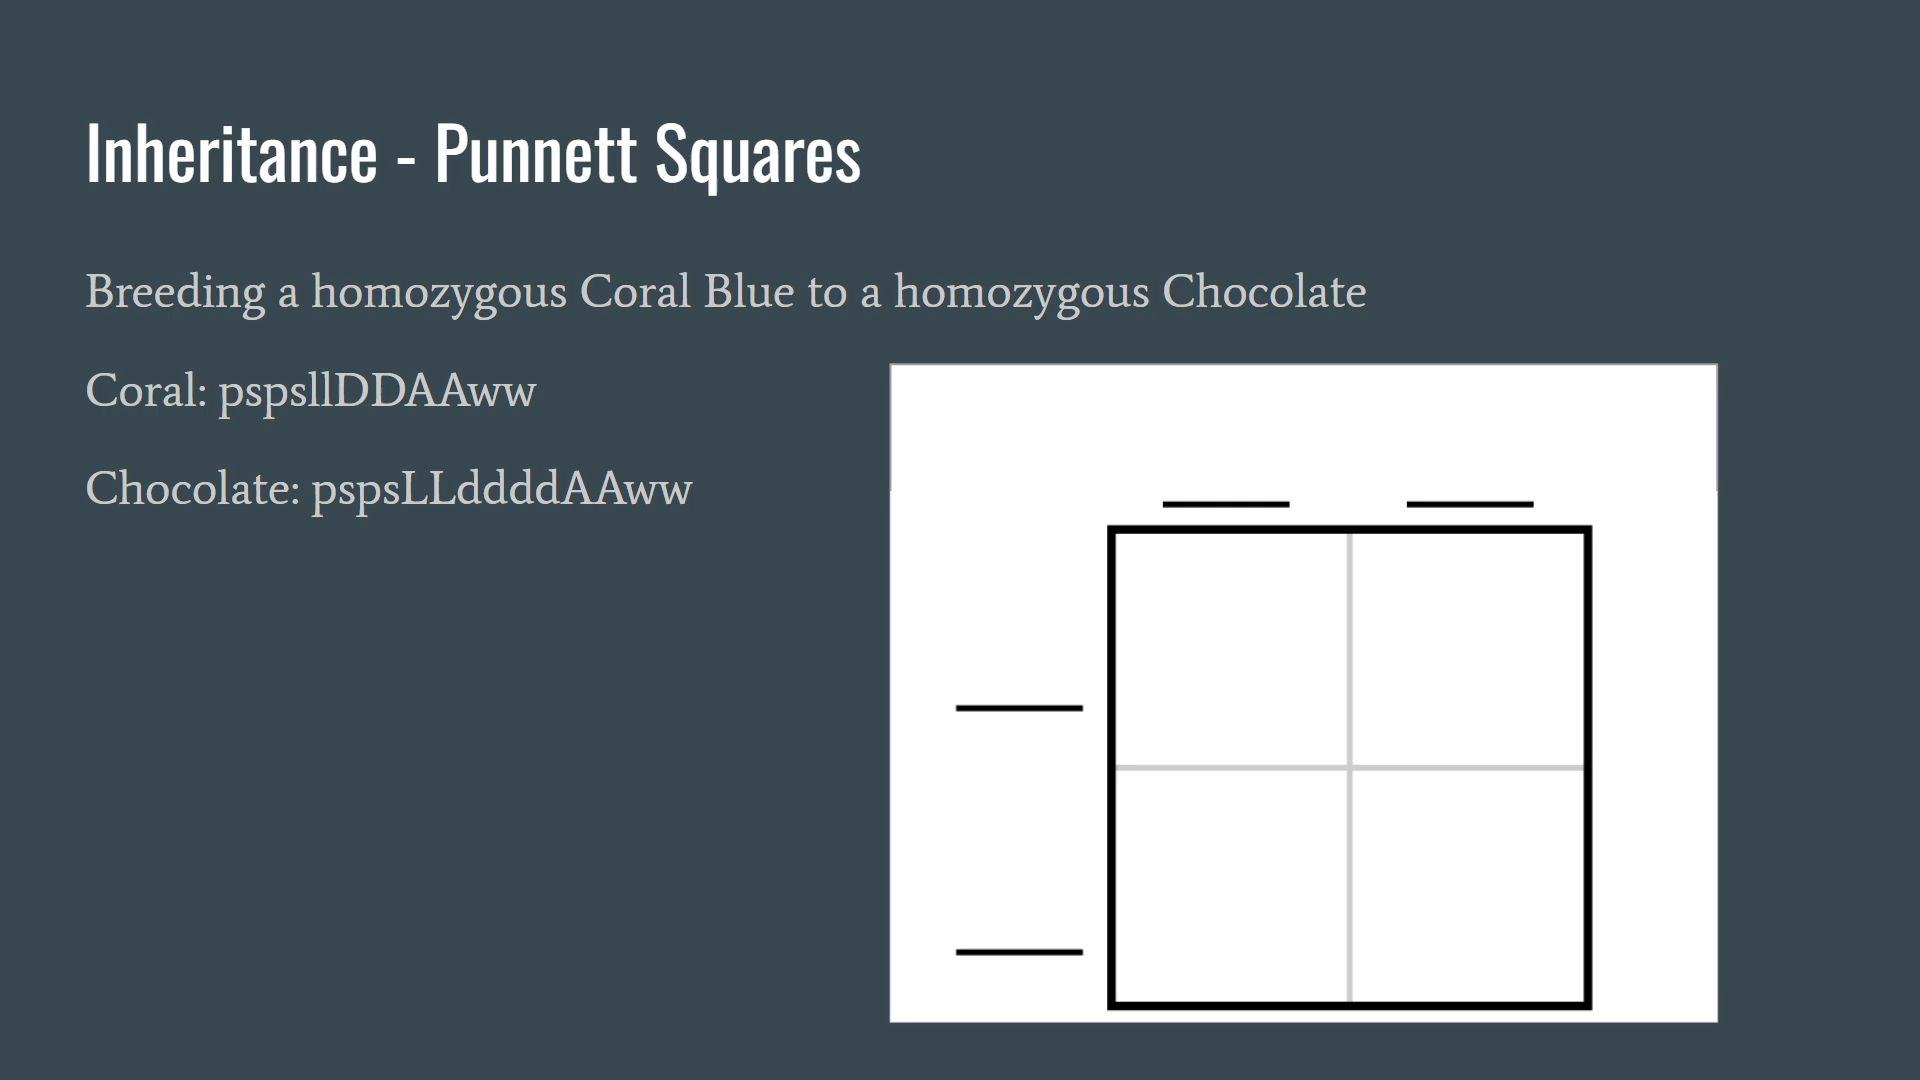 Inheritance - Punnett Squares
Breeding a homozygous Coral Blue to a homozygous Chocolate
Coral: pspsllDDAAww
Chocolate: pspsLLddddAAww